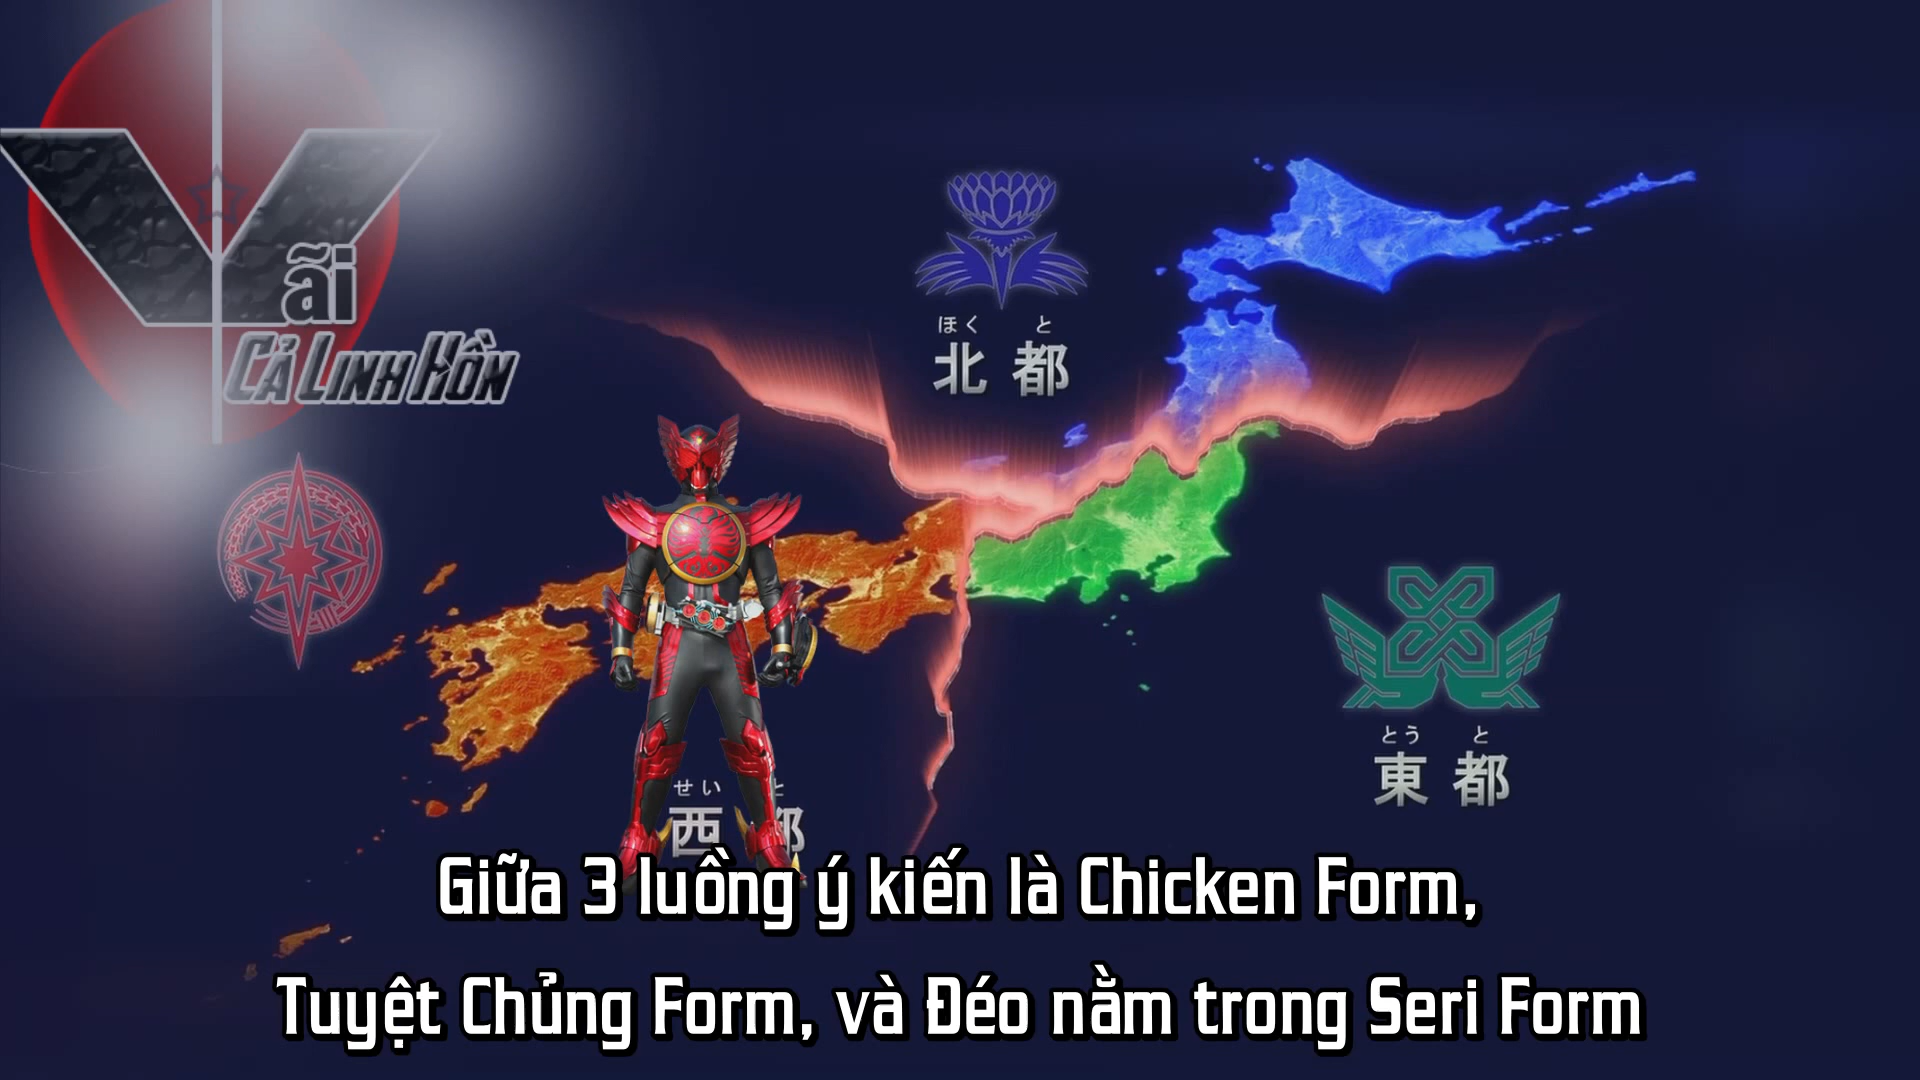 Vãi
CẢ LINH HỒN
ほく と
北都
とう と
東都
せい と
西都
Giữa 3 luồng ý kiến là Chicken Form,
Tuyệt Chủng Form, và Đéo nằm trong Seri Form